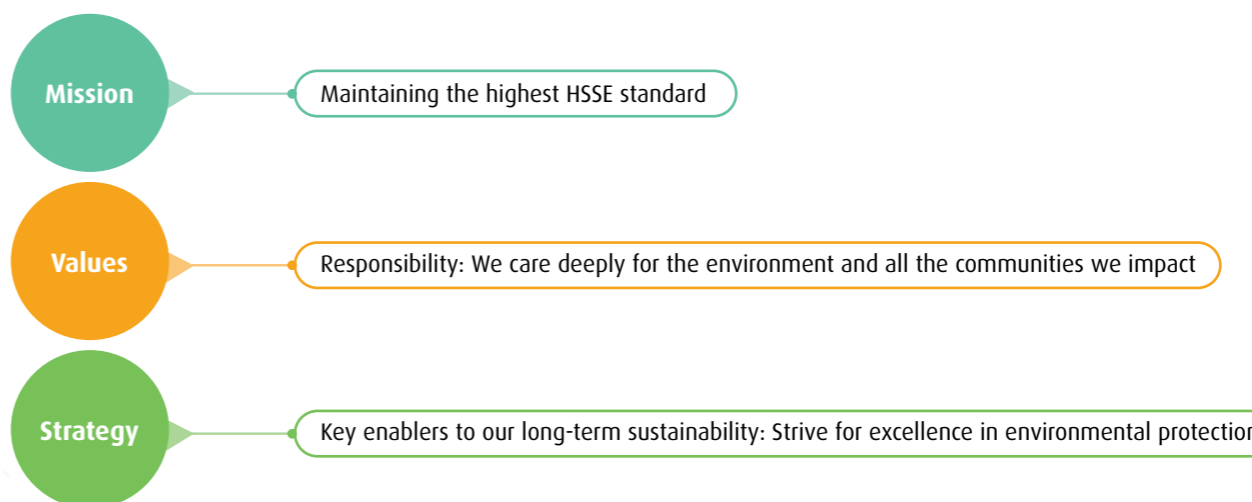 Mission
Maintaining the highest HSSE standard
Values
Responsibility: We care deeply for the environment and all the communities we impact
Strategy
Key enablers to our long-term sustainability: Strive for excellence in environmental protection